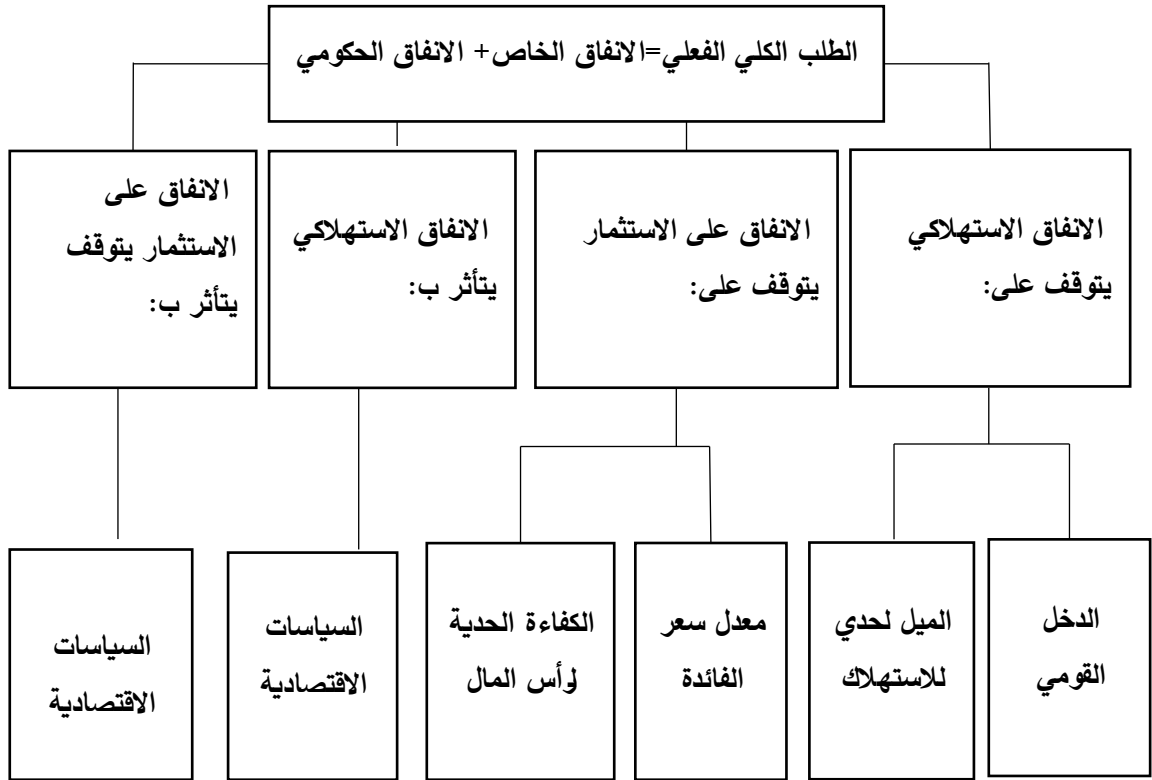 الطلب الكلي الفعلي=الانفاق الخاص+ الانفاق الحكومي
الانفاق الاستهلاكي
يتوقف على:
الانفاق على الاستثمار
يتوقف على:
الانفاق الاستهلاكي
يتأثر ب:
الانفاق على
الاستثمار يتوقف
يتأثر ب:
الدخل
القومي
الميل لحدي
للاستهلاك
معدل سعر
الفائدة
الكفاءة الحدية
لرأس المال
السياسات
الاقتصادية
السياسات
الاقتصادية